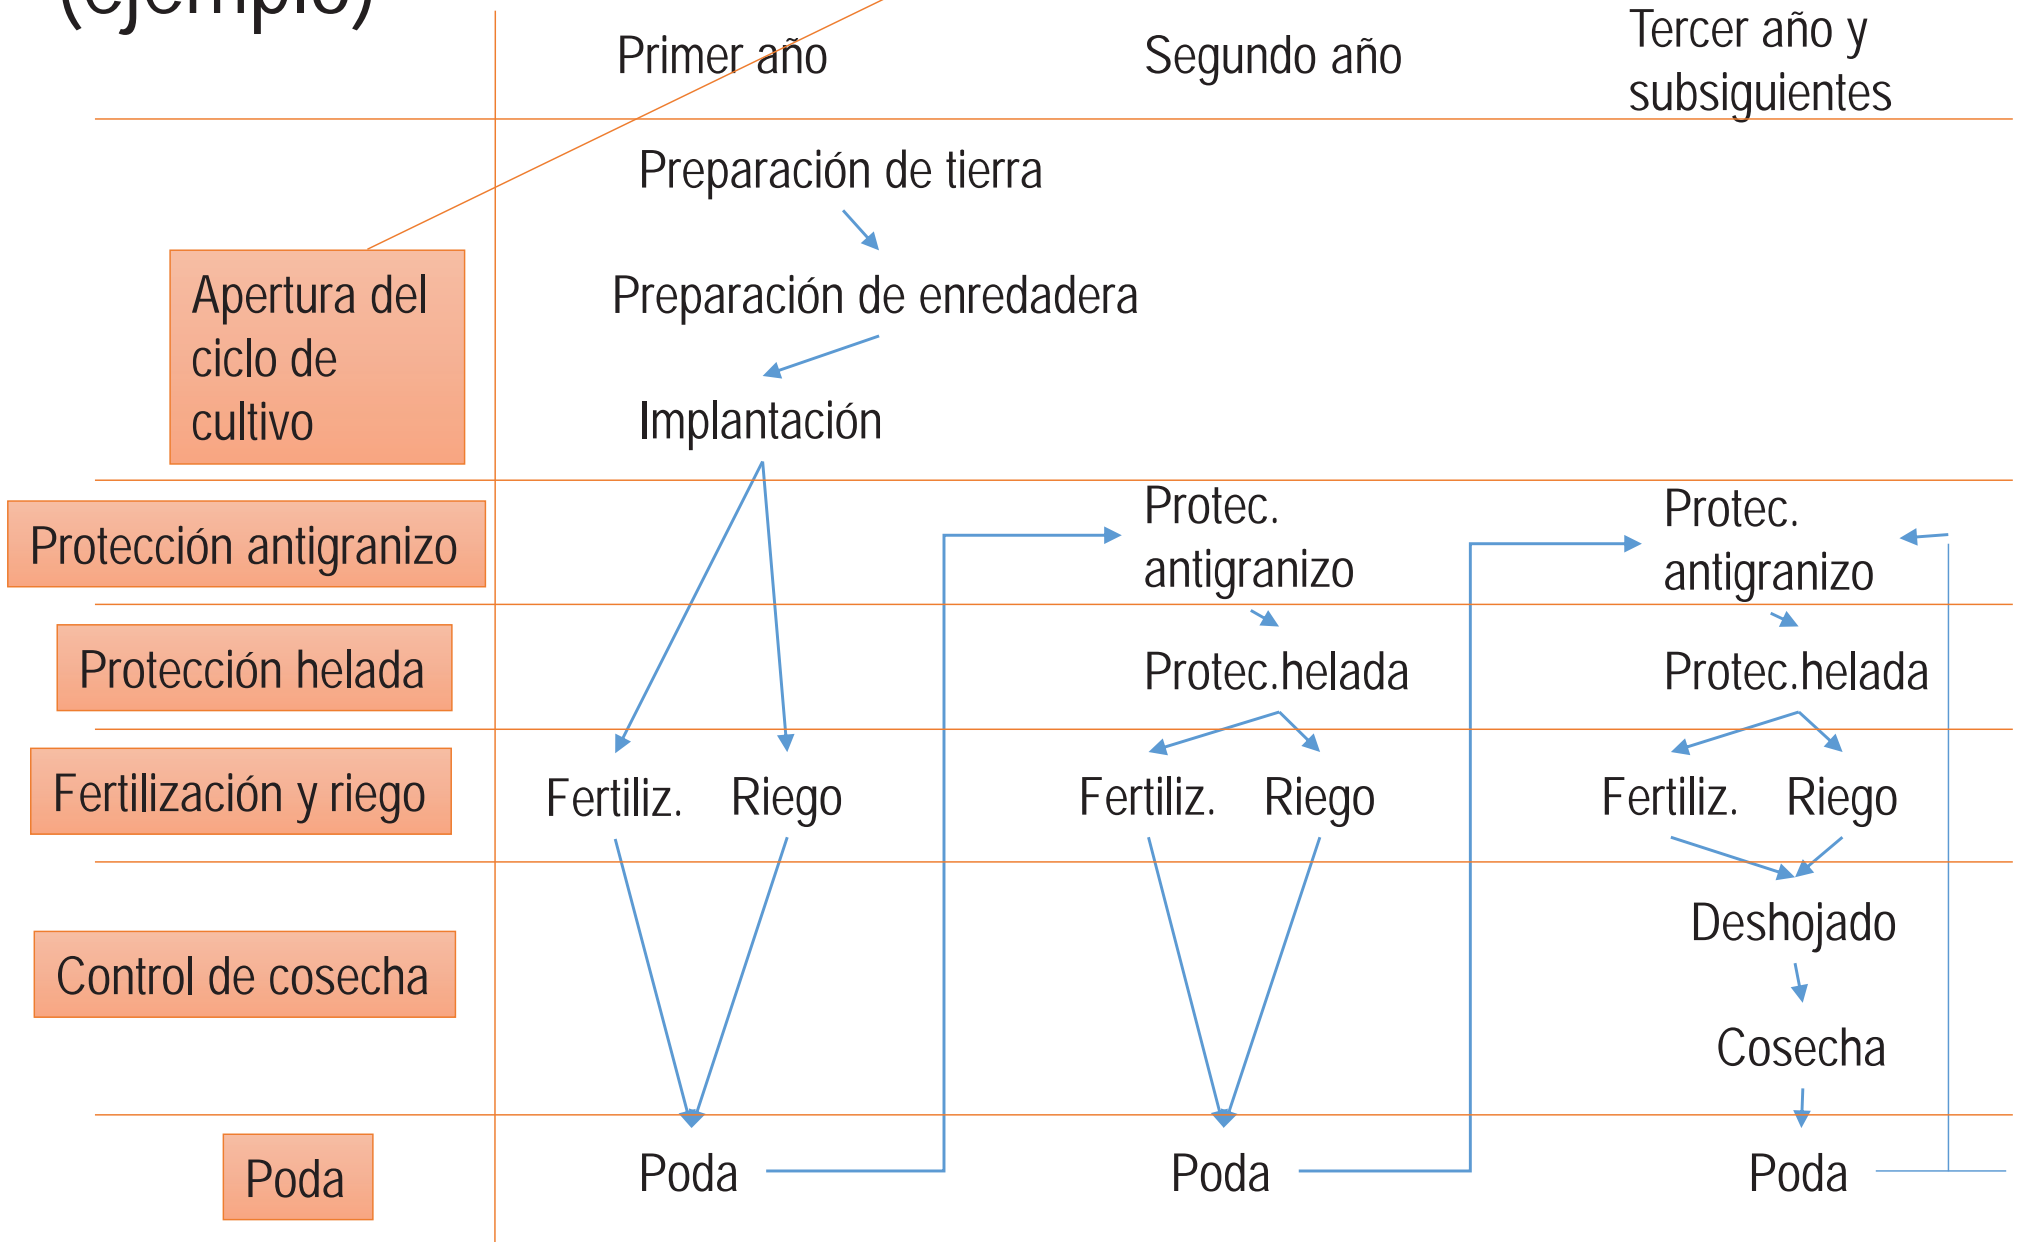 (ejemplo)
Primer año
Segundo año
Tercer año y
subsiguientes
Preparación de tierra
Apertura del
ciclo de
cultivo
Preparación de enredadera
Implantación
Protección antigranizo
Protec.
antigranizo
Protec.
antigranizo
Protección helada
Protec.helada
Protec.helada
Fertilización y riego
Fertiliz.
Riego
Fertiliz.
Riego
Fertiliz.
Riego
Control de cosecha
Deshojado
Cosecha
Poda
Poda
Poda
Poda